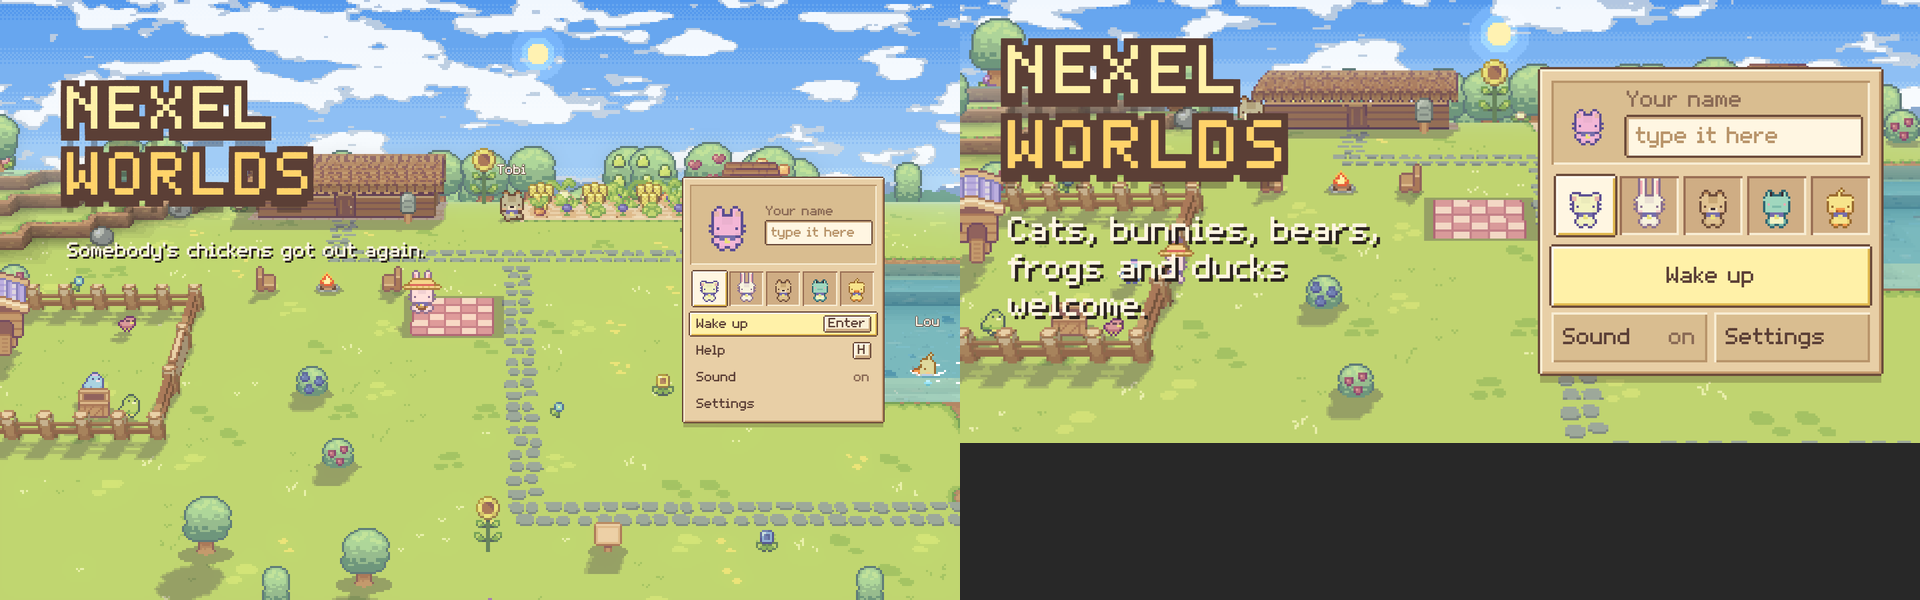 NEXEL
WORLDS
Somebody's chickens got out again.
Tobi
Your name
type it here
Wake up Enter
Help H
Sound on
Settings
Lou
NEXEL
WORLDS
Cats, bunnies, bears,
frogs and ducks
welcome.
Your name
type it here
Wake up
Sound on Settings